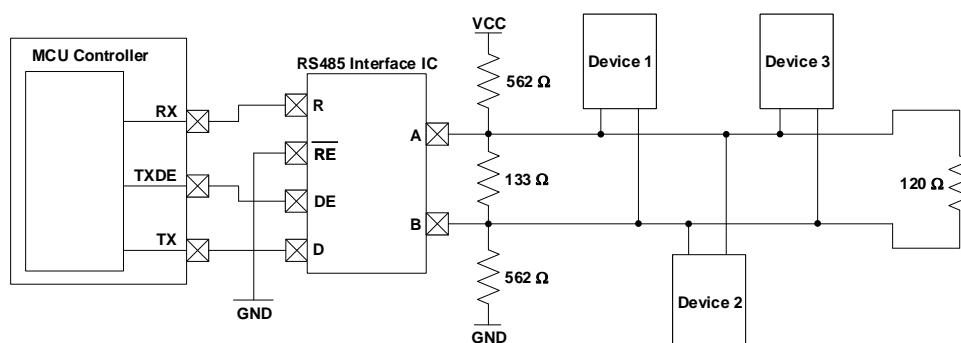 MCU Controller
RX
TXDE
TX
RS485 Interface IC
R
RE
DE
D
A
B
GND
VCC
562 Ω
133 Ω
562 Ω
GND
Device 1
Device 3
Device 2
120 Ω